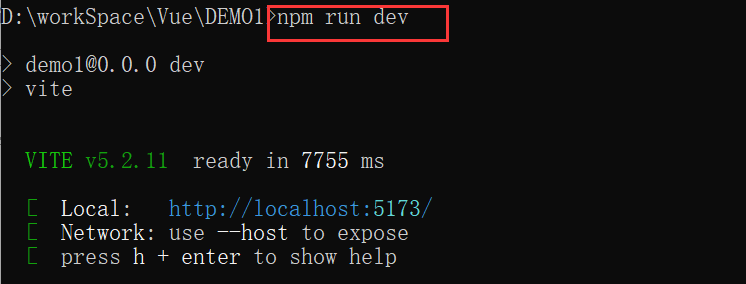 D:\workSpace\Vue\DEMO1>npm run dev
> demo1@0.0.0 dev
> vite
VITE v5.2.11 ready in 7755 ms
[ Local: http://localhost:5173/
[ Network: use --host to expose
[ press h + enter to show help